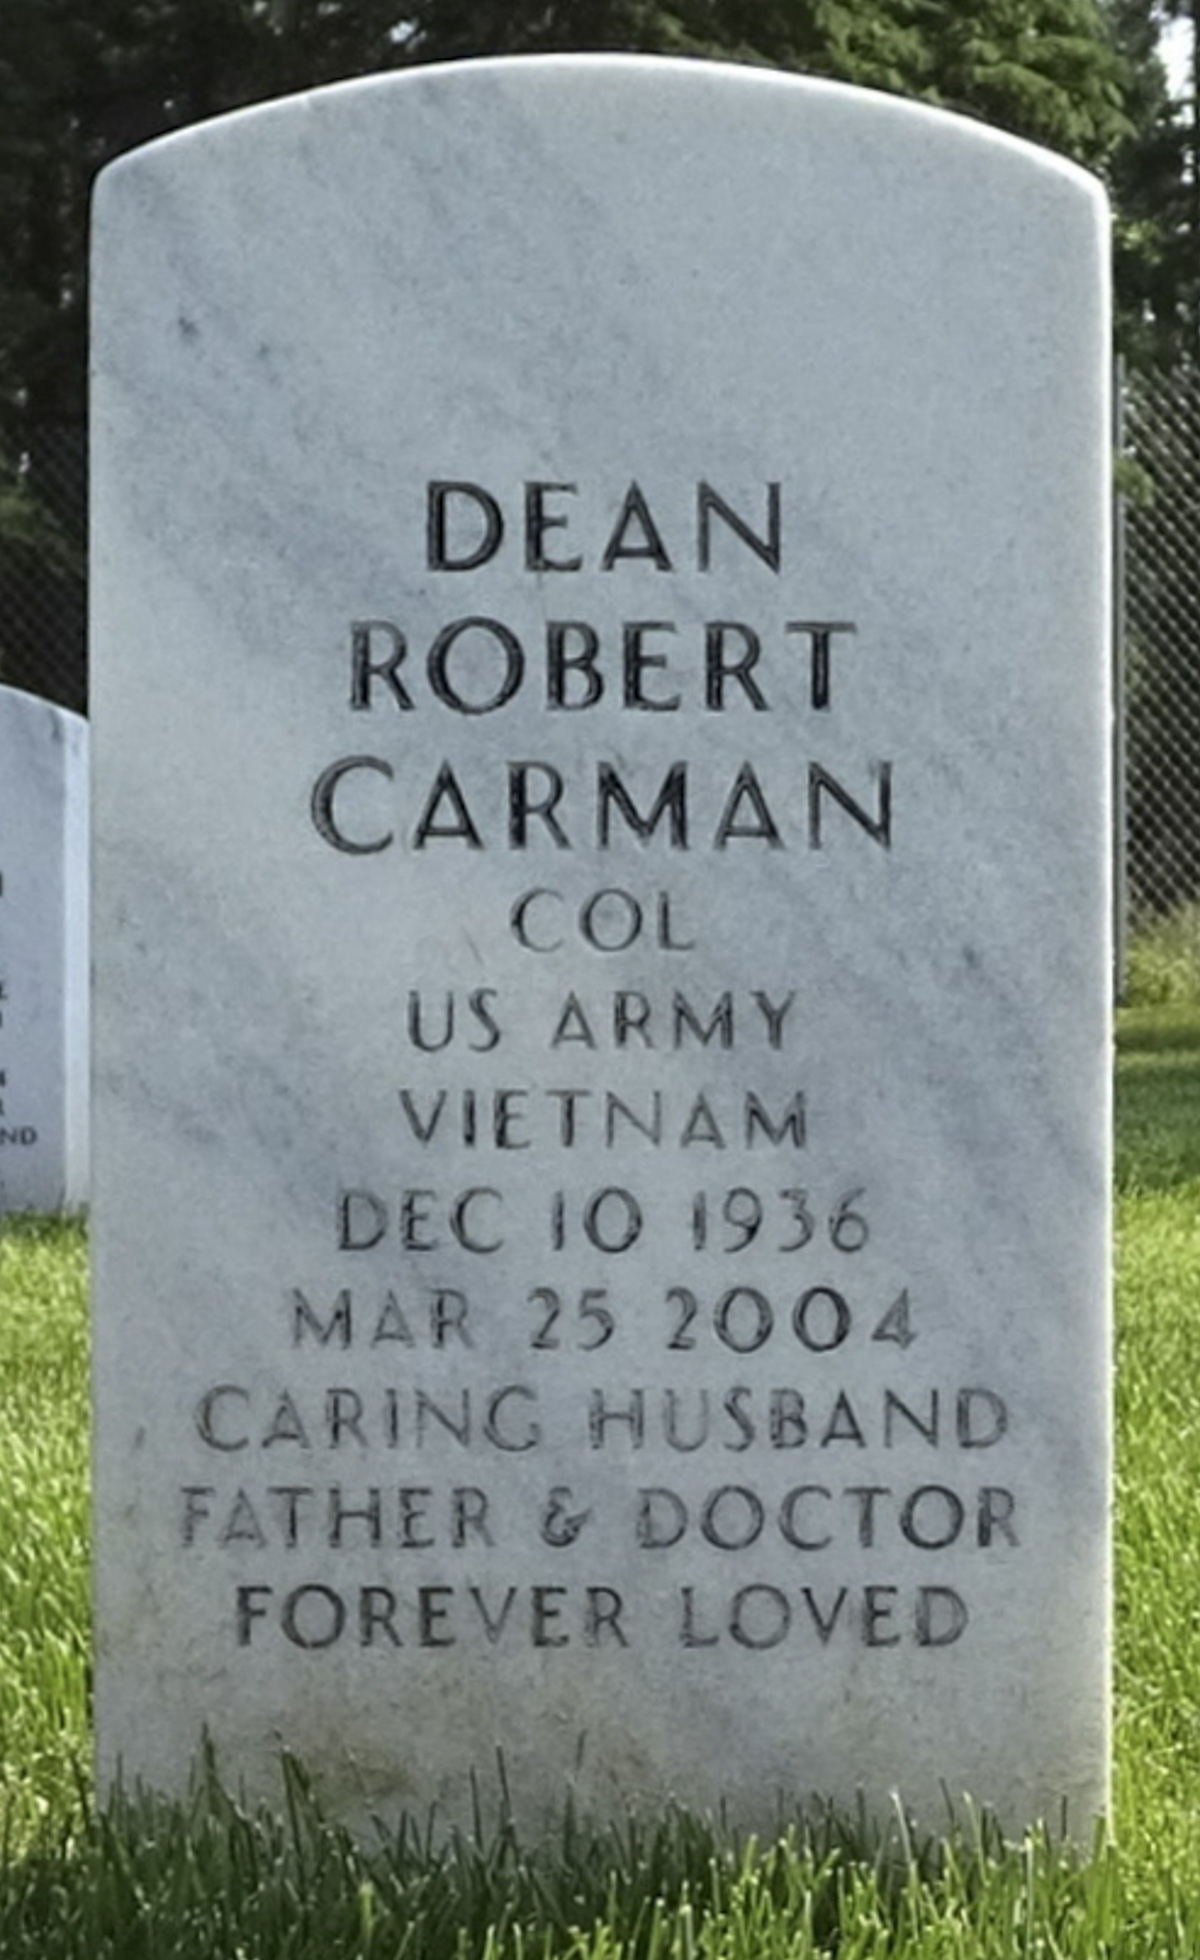 DEAN
ROBERT
CARMAN
COL
US ARMY
VIETNAM
DEC 10 1936
MAR 25 2004
CARING HUSBAND
FATHER & DOCTOR
FOREVER LOVED